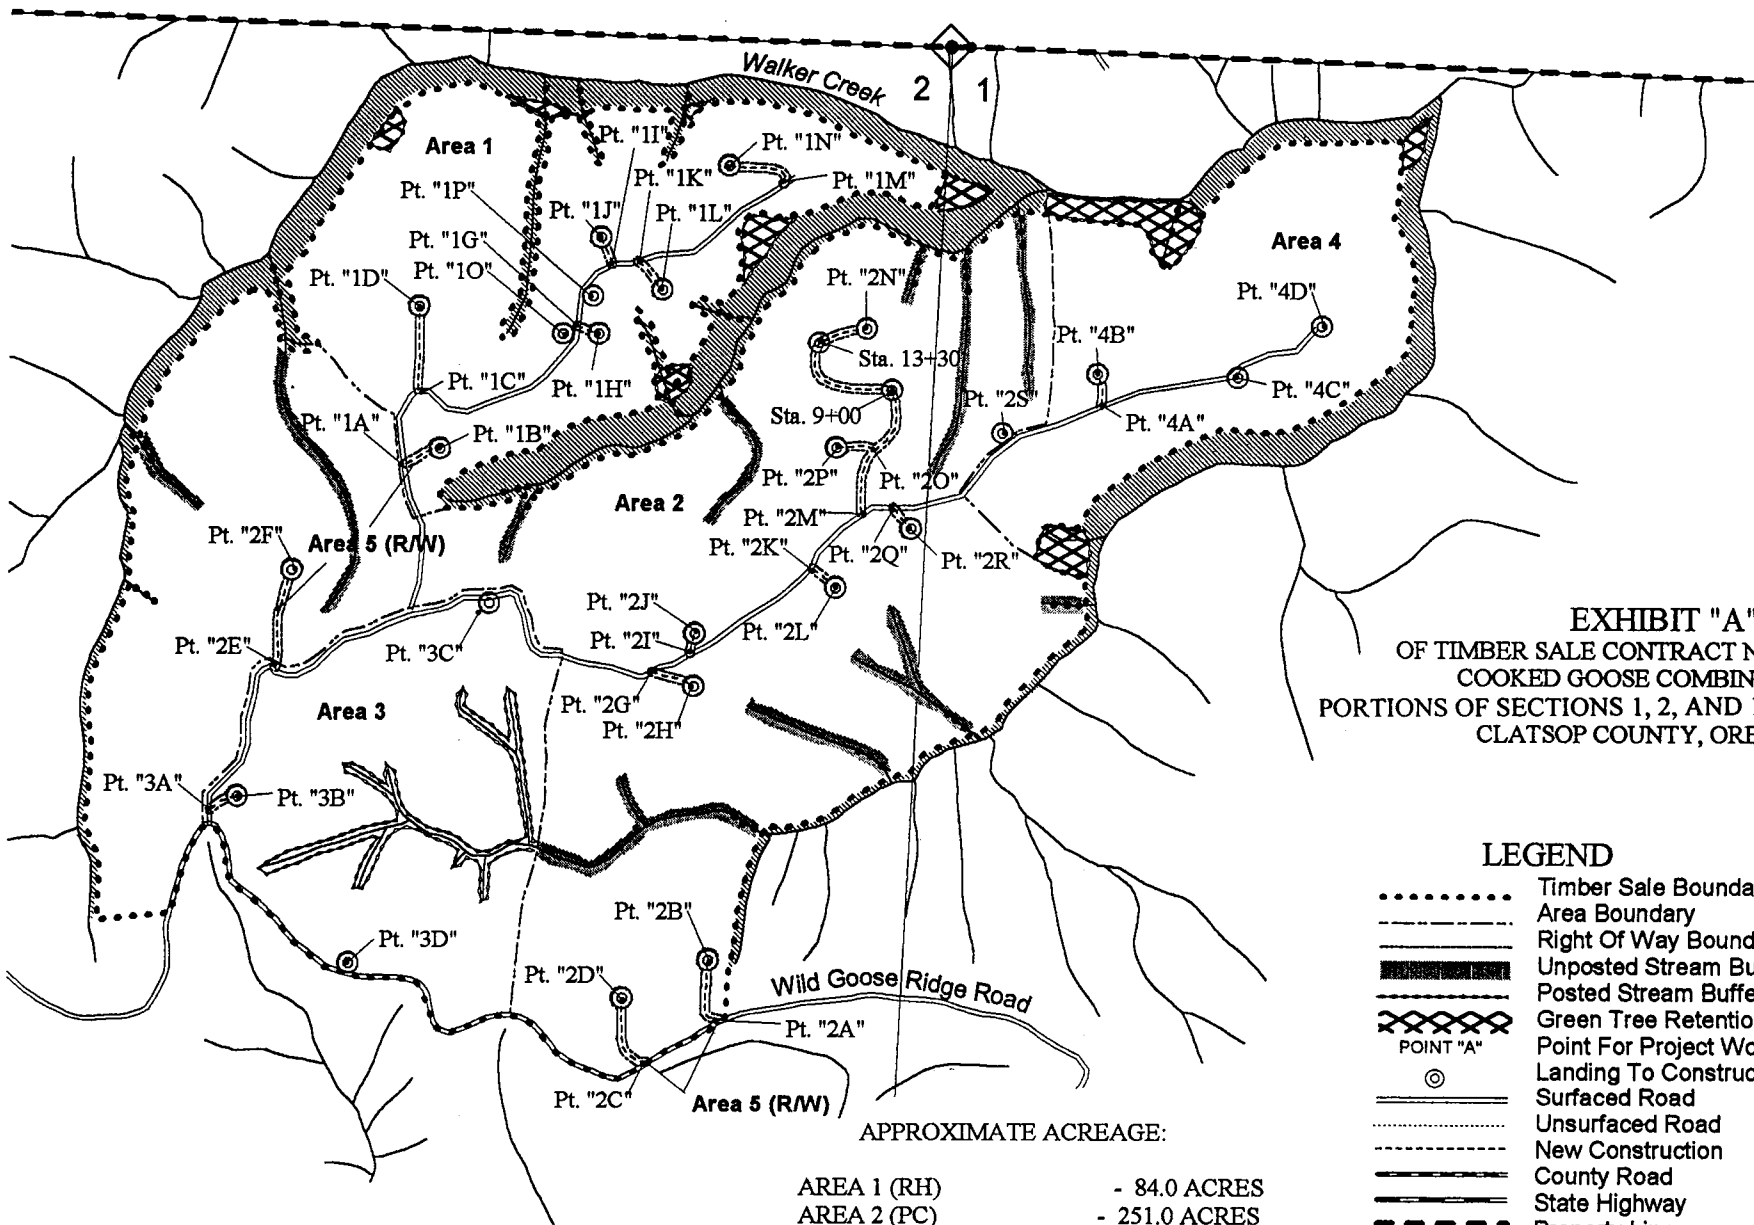 Walker Creek
2 1
Area 1
Pt. "1I"
Pt. "1N"
Pt. "1P"
Pt. "1K"
Pt. "1M"
Pt. "1J"
Pt. "1L"
Pt. "1G"
Pt. "1O"
Pt. "1D"
Area 4
Pt. "2N"
Pt. "4D"
Pt. "4B"
Sta. 13+30
Pt. "1C"
Pt. "1H"
Pt. "4C"
Pt. "2S"
Sta. 9+00
Pt. "4A"
Pt. "1A"
Pt. "1B"
Pt. "2P"
Pt. "2O"
Area 2
Pt. "2M"
Pt. "2F"
Area 5 (R/W)
Pt. "2K"
Pt. "2Q"
Pt. "2R"
Pt. "2J"
Pt. "2L"
Pt. "2I"
Pt. "2E"
Pt. "3C"
Pt. "2G"
Pt. "2H"
Area 3
EXHIBIT "A"
OF TIMBER SALE CONTRACT N
COOKED GOOSE COMBIN
PORTIONS OF SECTIONS 1, 2, AND 1
CLATSOP COUNTY, ORE
Pt. "3A"
Pt. "3B"
Pt. "2B"
Pt. "3D"
Pt. "2D"
Wild Goose Ridge Road
Pt. "2A"
Pt. "2C"
Area 5 (R/W)
LEGEND
Timber Sale Bounda
Area Boundary
Right Of Way Bound
Unposted Stream Bu
Posted Stream Buffe
Green Tree Retentio
POINT "A" Point For Project Wo
Landing To Construc
Surfaced Road
Unsurfaced Road
New Construction
County Road
State Highway
APPROXIMATE ACREAGE:
AREA 1 (RH) - 84.0 ACRES
AREA 2 (PC) - 251.0 ACRES